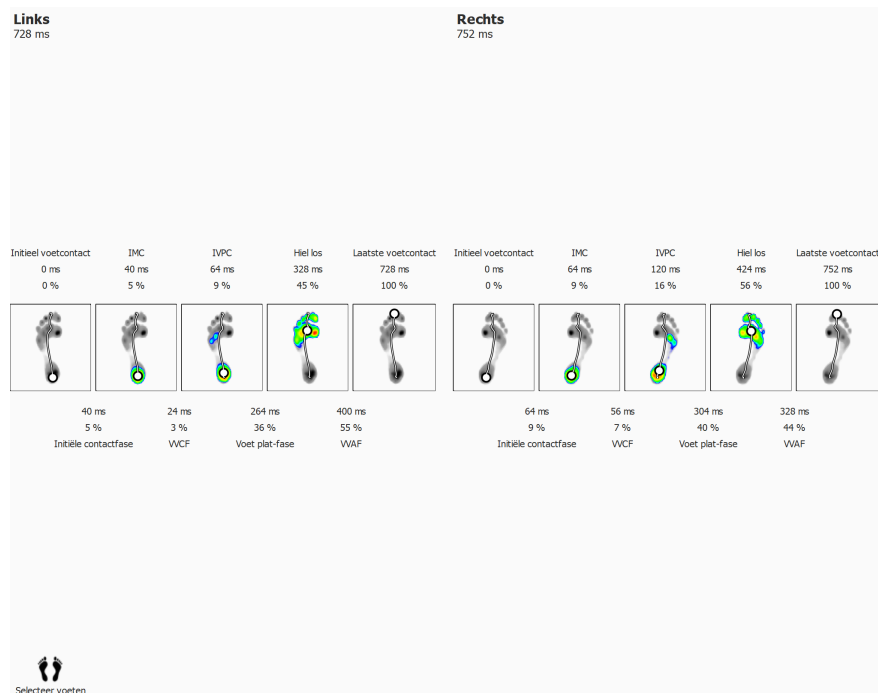 Links
728 ms
Rechts
752 ms
Initieel voetcontact IMC IVPC Hiel los Laatste voetcontact
0 ms 40 ms 64 ms 328 ms 728 ms
0 % 5 % 9 % 45 % 100 %
Initieel voetcontact IMC IVPC Hiel los Laatste voetcontact
0 ms 64 ms 120 ms 424 ms 752 ms
0 % 9 % 16 % 56 % 100 %
40 ms 24 ms 264 ms 400 ms
5 % 3 % 36 % 55 %
Initiële contactfase VVCF Voet plat-fase VVAF
64 ms 56 ms 304 ms 328 ms
9 % 7 % 40 % 44 %
Initiële contactfase VVCF Voet plat-fase VVAF
Selecteer voeten